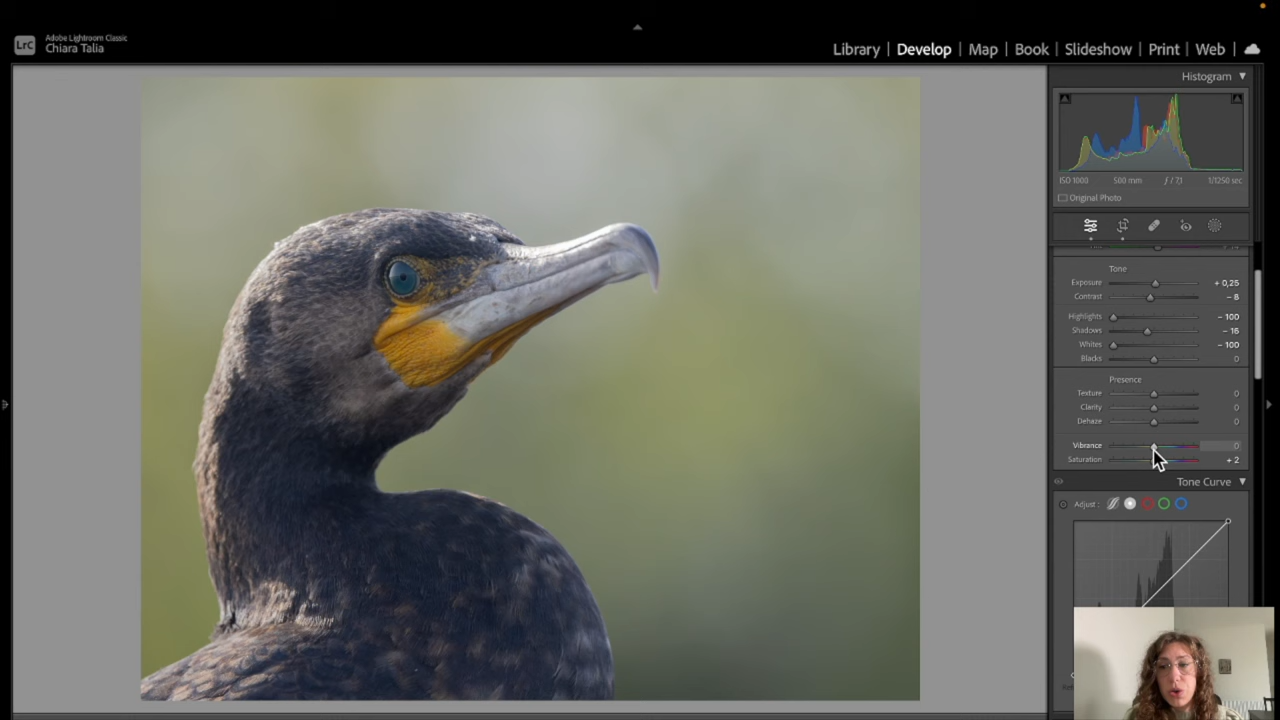 LrC
Adobe Lightroom Classic
Chiara Talia
Library | Develop | Map | Book | Slideshow | Print | Web |
Histogram
ISO 1000 500 mm ƒ / 7,1 1/1250 sec
Original Photo
Tone
Exposure + 0,25
Contrast − 8
Highlights − 100
Shadows − 16
Whites − 100
Blacks 0
Presence
Texture 0
Clarity 0
Dehaze 0
Vibrance 0
Saturation + 2
Tone Curve
Adjust :